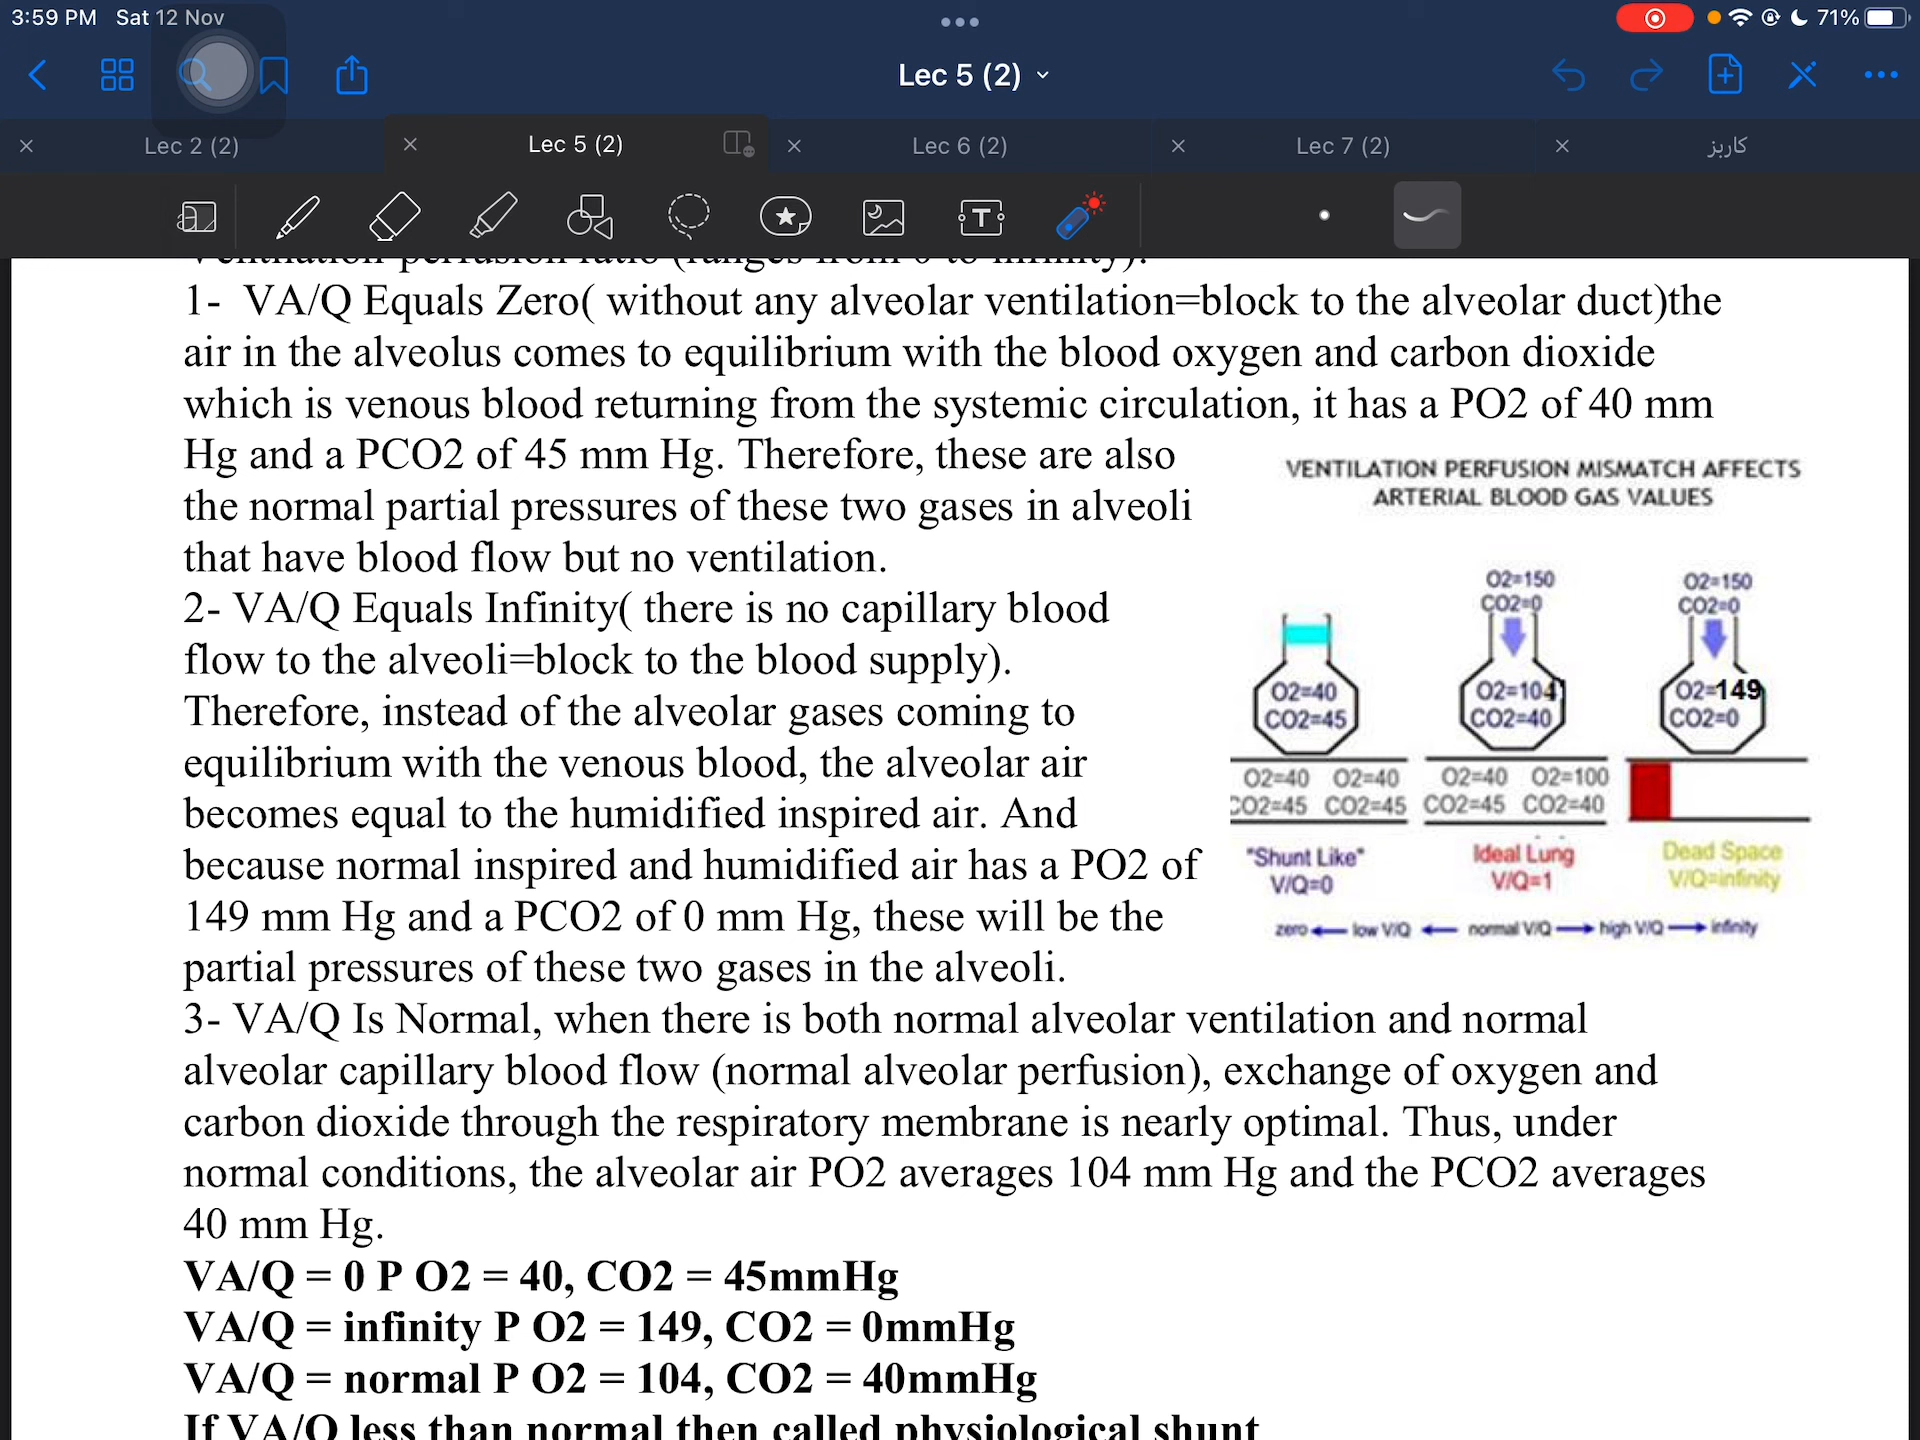 3:59 PM Sat 12 Nov
71%
Lec 5 (2)
Lec 2 (2)
Lec 5 (2)
Lec 6 (2)
Lec 7 (2)
كاربز
Ventilation perfusion ratio (ranges from 0 to infinity):
1- VA/Q Equals Zero( without any alveolar ventilation=block to the alveolar duct)the
air in the alveolus comes to equilibrium with the blood oxygen and carbon dioxide
which is venous blood returning from the systemic circulation, it has a PO2 of 40 mm
Hg and a PCO2 of 45 mm Hg. Therefore, these are also
the normal partial pressures of these two gases in alveoli
that have blood flow but no ventilation.
2- VA/Q Equals Infinity( there is no capillary blood
flow to the alveoli=block to the blood supply).
Therefore, instead of the alveolar gases coming to
equilibrium with the venous blood, the alveolar air
becomes equal to the humidified inspired air. And
because normal inspired and humidified air has a PO2 of
149 mm Hg and a PCO2 of 0 mm Hg, these will be the
partial pressures of these two gases in the alveoli.
VENTILATION PERFUSION MISMATCH AFFECTS
ARTERIAL BLOOD GAS VALUES
O2=150 O2=150
CO2=0 CO2=0
O2=40 O2=104 O2=149
CO2=45 CO2=40 CO2=0
O2=40 O2=40 O2=40 O2=100
CO2=45 CO2=45 CO2=45 CO2=40
"Shunt Like" Ideal Lung Dead Space
V/Q=0 V/Q=1 V/Q=infinity
zero low V/Q normal V/Q high V/Q infinity
3- VA/Q Is Normal, when there is both normal alveolar ventilation and normal
alveolar capillary blood flow (normal alveolar perfusion), exchange of oxygen and
carbon dioxide through the respiratory membrane is nearly optimal. Thus, under
normal conditions, the alveolar air PO2 averages 104 mm Hg and the PCO2 averages
40 mm Hg.
VA/Q = 0 P O2 = 40, CO2 = 45mmHg
VA/Q = infinity P O2 = 149, CO2 = 0mmHg
VA/Q = normal P O2 = 104, CO2 = 40mmHg
If VA/Q less than normal then called physiological shunt